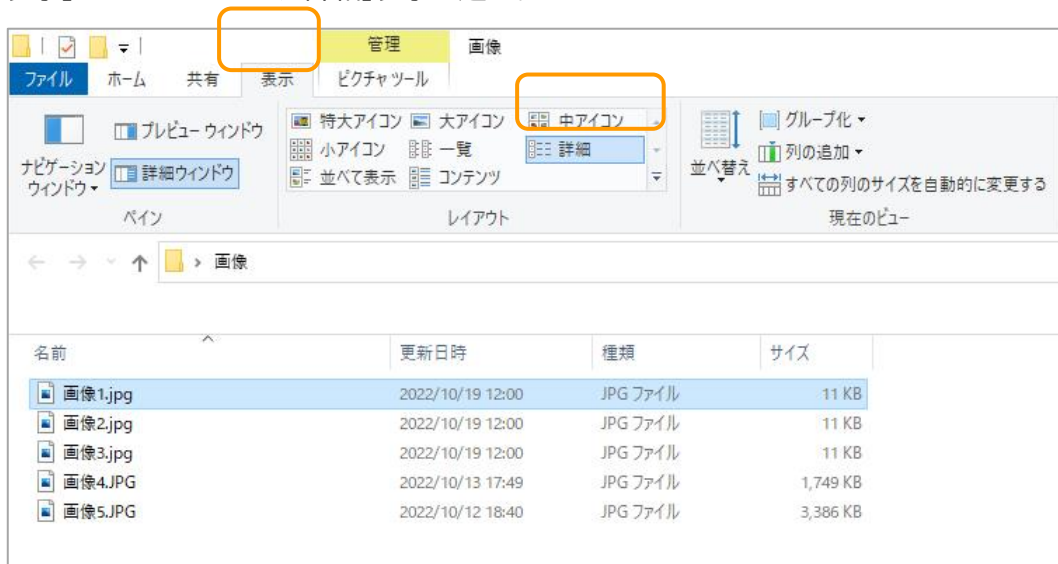 管理 画像
ファイル ホーム 共有 表示 ピクチャ ツール
特大アイコン 大アイコン 中アイコン
小アイコン 一覧 詳細
並べて表示 コンテンツ
プレビュー ウィンドウ
詳細ウィンドウ
ナビゲーション
ウィンドウ
並べ替え
グループ化
列の追加
すべての列のサイズを自動的に変更する
ペイン レイアウト 現在のビュー
画像
名前 更新日時 種類 サイズ
画像1.jpg 2022/10/19 12:00 JPG ファイル 11 KB
画像2.jpg 2022/10/19 12:00 JPG ファイル 11 KB
画像3.jpg 2022/10/19 12:00 JPG ファイル 11 KB
画像4.JPG 2022/10/13 17:49 JPG ファイル 1,749 KB
画像5.JPG 2022/10/12 18:40 JPG ファイル 3,386 KB